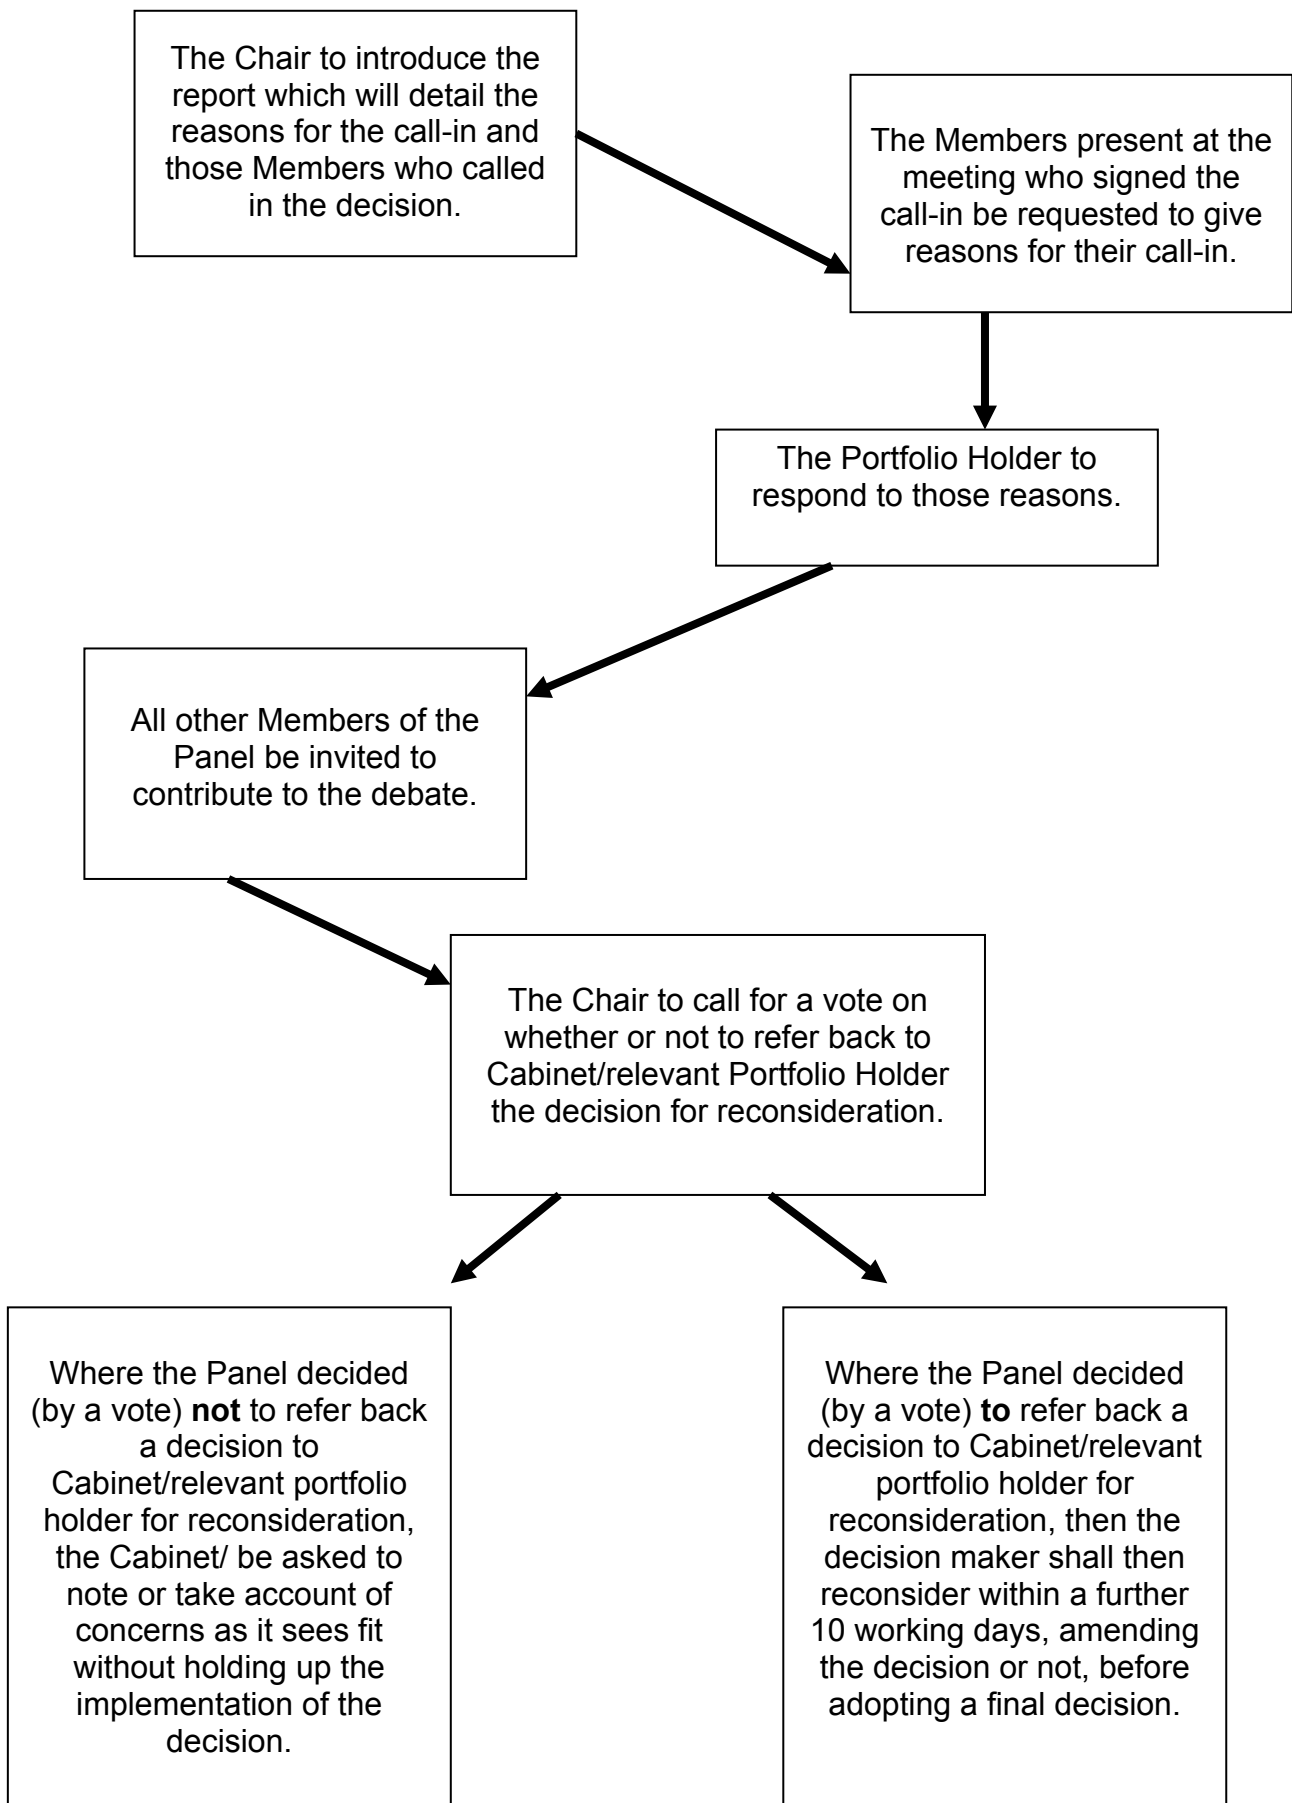 The Chair to introduce the
report which will detail the
reasons for the call-in and
those Members who called
in the decision.
The Members present at the
meeting who signed the
call-in be requested to give
reasons for their call-in.
The Portfolio Holder to
respond to those reasons.
All other Members of the
Panel be invited to
contribute to the debate.
The Chair to call for a vote on
whether or not to refer back to
Cabinet/relevant Portfolio Holder
the decision for reconsideration.
Where the Panel decided
(by a vote) not to refer back
a decision to
Cabinet/relevant portfolio
holder for reconsideration,
the Cabinet/ be asked to
note or take account of
concerns as it sees fit
without holding up the
implementation of the
decision.
Where the Panel decided
(by a vote) to refer back a
decision to Cabinet/relevant
portfolio holder for
reconsideration, then the
decision maker shall then
reconsider within a further
10 working days, amending
the decision or not, before
adopting a final decision.